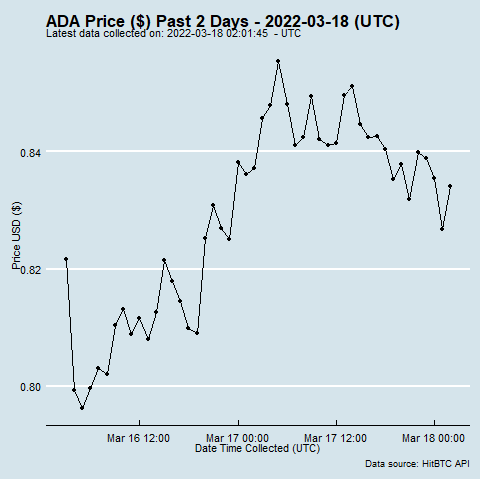 ADA Price ($) Past 2 Days - 2022-03-18 (UTC)
Latest data collected on: 2022-03-18 02:01:45  - UTC
Price USD ($)
0.84
0.82
0.80
Mar 16 12:00 Mar 17 00:00 Mar 17 12:00 Mar 18 00:00
Date Time Collected (UTC)
Data source: HitBTC API